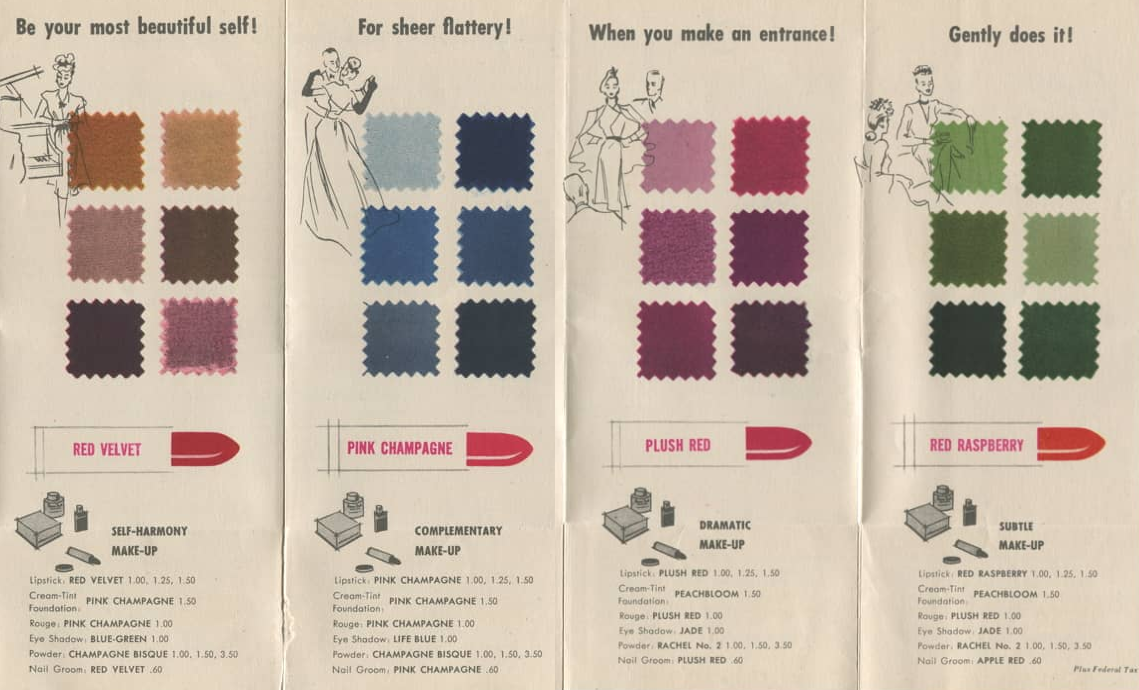 Be your most beautiful self!
RED VELVET
SELF-HARMONY
MAKE-UP
Lipstick: RED VELVET 1.00, 1.25, 1.50
Cream-Tint
Foundation: PINK CHAMPAGNE 1.50
Rouge: PINK CHAMPAGNE 1.00
Eye Shadow: BLUE-GREEN 1.00
Powder: CHAMPAGNE BISQUE 1.00, 1.50, 3.50
Nail Groom: RED VELVET .60
For sheer flattery!
PINK CHAMPAGNE
COMPLEMENTARY
MAKE-UP
Lipstick: PINK CHAMPAGNE 1.00, 1.25, 1.50
Cream-Tint
Foundation: PINK CHAMPAGNE 1.50
Rouge: PINK CHAMPAGNE 1.00
Eye Shadow: LIFE BLUE 1.00
Powder: CHAMPAGNE BISQUE 1.00, 1.50, 3.50
Nail Groom: PINK CHAMPAGNE .60
When you make an entrance!
PLUSH RED
DRAMATIC
MAKE-UP
Lipstick: PLUSH RED 1.00, 1.25, 1.50
Cream-Tint
Foundation: PEACHBLOOM 1.50
Rouge: PLUSH RED 1.00
Eye Shadow: JADE 1.00
Powder: RACHEL No. 2 1.00, 1.50, 3.50
Nail Groom: PLUSH RED .60
Gently does it!
RED RASPBERRY
SUBTLE
MAKE-UP
Lipstick: RED RASPBERRY 1.00, 1.25, 1.50
Cream-Tint
Foundation: PEACHBLOOM 1.50
Rouge: PLUSH RED 1.00
Eye Shadow: JADE 1.00
Powder: RACHEL No. 2 1.00, 1.50, 3.50
Nail Groom: APPLE RED .60
Plus Federal Tax